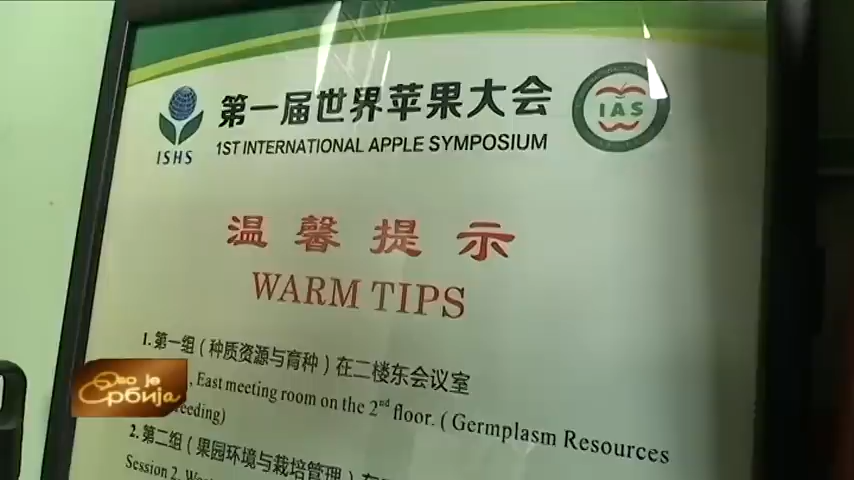 ISHS
第一届世界苹果大会
1ST INTERNATIONAL APPLE SYMPOSIUM
IAS
温馨提示
WARM TIPS
1. 第一组（种质资源与育种）在二楼东会议室
, East meeting room on the 2nd floor. ( Germplasm Resources
eeding)
2. 第二组（果园环境与栽培管理）在
Session 2, West
Ово је
Србија